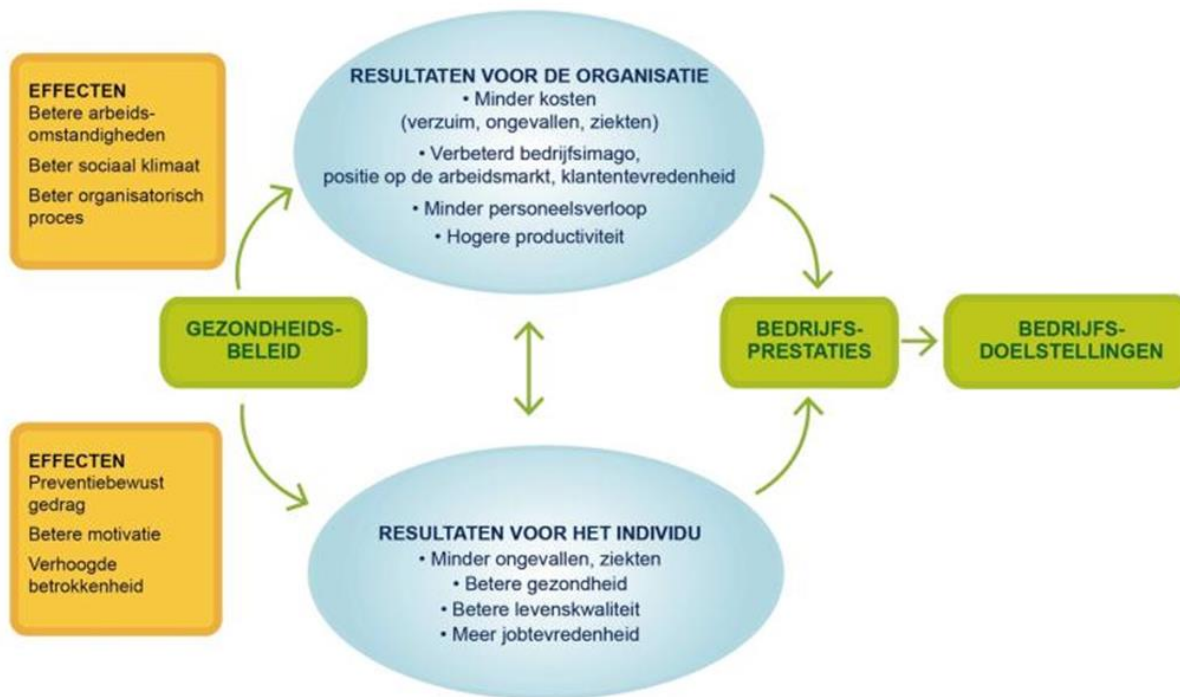 EFFECTEN
Betere arbeids-
omstandigheden
Beter sociaal klimaat
Beter organisatorisch
proces
RESULTATEN VOOR DE ORGANISATIE
• Minder kosten
(verzuim, ongevallen, ziekten)
• Verbeterd bedrijfsimago,
positie op de arbeidsmarkt, klantentevredenheid
• Minder personeelsverloop
• Hogere productiviteit
GEZONDHEIDS-
BELEID
BEDRIJFS-
PRESTATIES
BEDRIJFS-
DOELSTELLINGEN
EFFECTEN
Preventiebewust
gedrag
Betere motivatie
Verhoogde
betrokkenheid
RESULTATEN VOOR HET INDIVIDU
• Minder ongevallen, ziekten
• Betere gezondheid
• Betere levenskwaliteit
• Meer jobtevredenheid